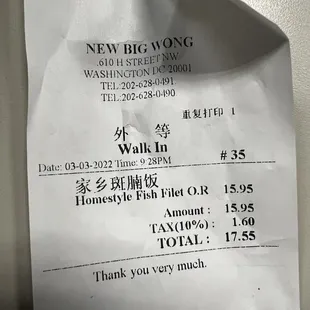 NEW BIG WONG
.610 H STREET NW
WASHINGTON DC 20001
TEL:202-628-0491
TEL:202-628-0490
重复打印 1
外 等
Walk In
Date: 03-03-2022 Time: 9:28PM # 35
家乡斑腩饭
Homestyle Fish Filet O.R 15.95
Amount : 15.95
TAX(10%) : 1.60
TOTAL : 17.55
Thank you very much.